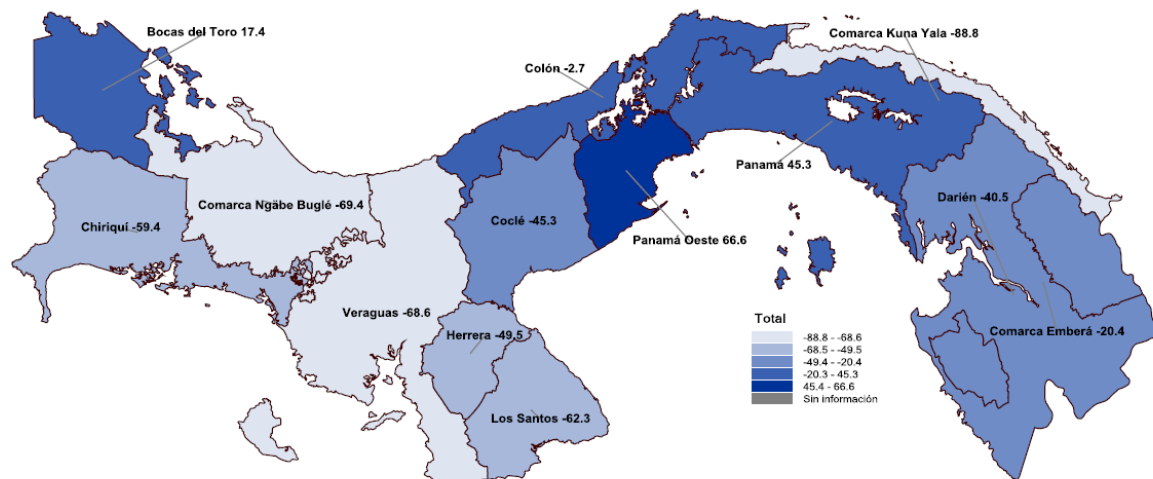 Bocas del Toro 17.4
Comarca Kuna Yala -88.8
Colón -2.7
Panamá 45.3
Darién -40.5
Comarca Ngäbe Buglé -69.4
Chiriquí -59.4
Coclé -45.3
Panamá Oeste 66.6
Veraguas -68.6
Herrera -49.5
Comarca Emberá -20.4
Los Santos -62.3
Total
-88.8 - -68.6
-68.5 - -49.5
-49.4 - -20.4
-20.3 - 45.3
45.4 - 66.6
Sin información